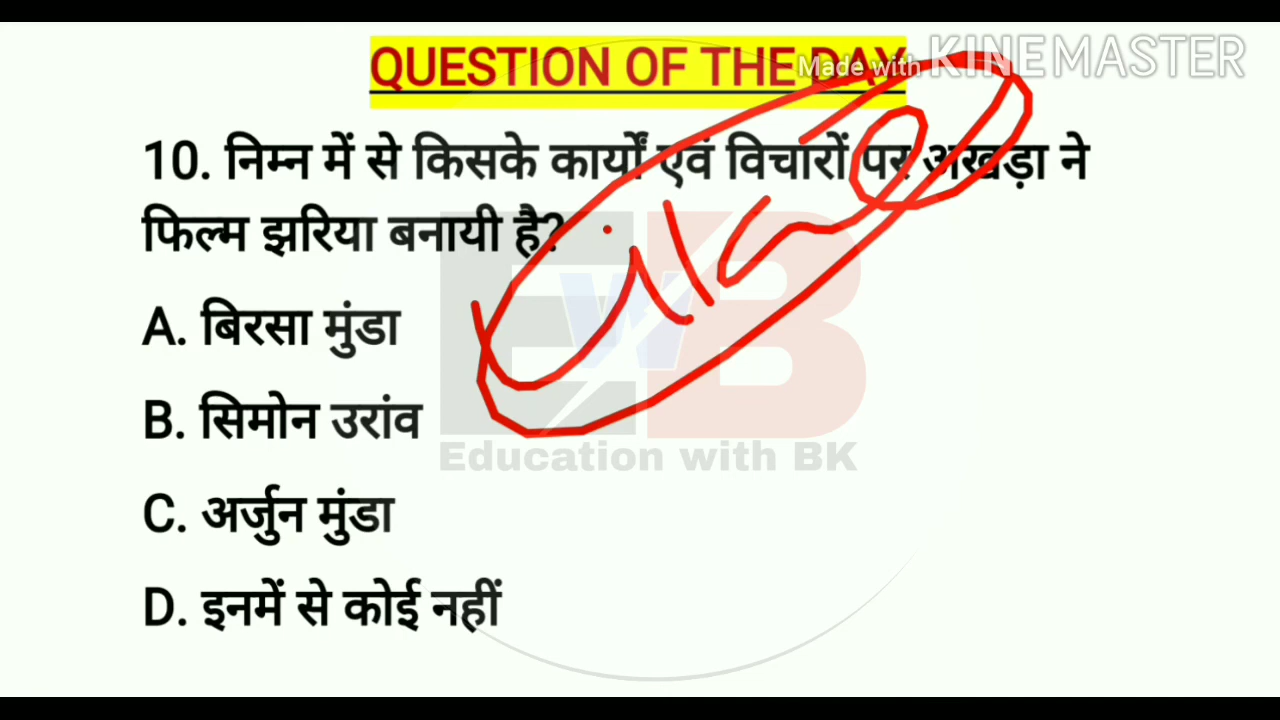 QUESTION OF THE DAY
Made with KINEMASTER
10. निम्न में से किसके कार्यों एवं विचारों पर अखड़ा ने
फिल्म झरिया बनायी है?
A. बिरसा मुंडा
B. सिमोन उरांव
C. अर्जुन मुंडा
D. इनमें से कोई नहीं
EWB
Education with BK